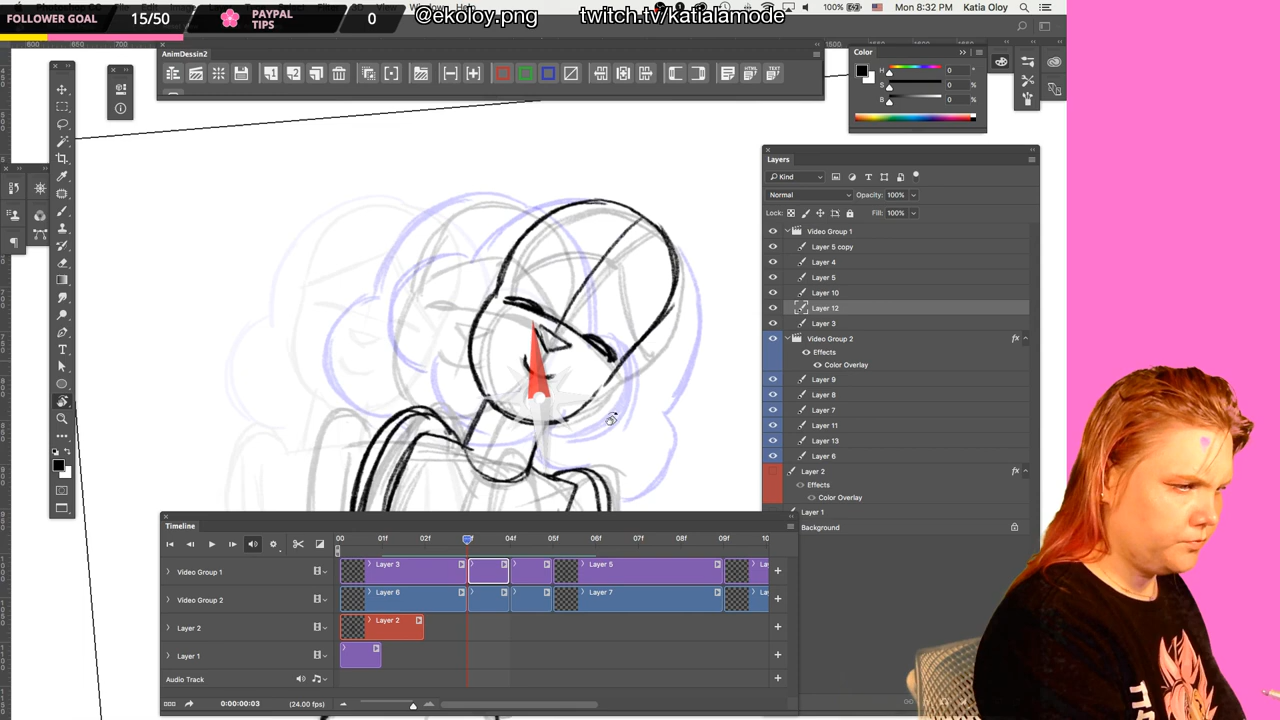 FOLLOWER GOAL 15/50 PAYPAL TIPS 0 @ekoloy.png twitch.tv/katialamode
100% Mon 8:32 PM Katia Oloy
AnimDessin2
Color
H 0 °
S 0 %
B 0 %
Layers
Kind
Normal Opacity: 100%
Lock: Fill: 100%
Video Group 1
Layer 5 copy
Layer 4
Layer 5
Layer 10
Layer 12
Layer 3
Video Group 2 fx
Effects
Color Overlay
Layer 9
Layer 8
Layer 7
Layer 11
Layer 13
Layer 6
Layer 2 fx
Effects
Color Overlay
Layer 1
Background
Timeline
00 01f 02f 04f 05f 06f 07f 08f 09f 10
Video Group 1 Layer 3 Layer 5
Video Group 2 Layer 6 Layer 7
Layer 2 Layer 2
Layer 1
Audio Track
0:00:00:03 (24.00 fps)